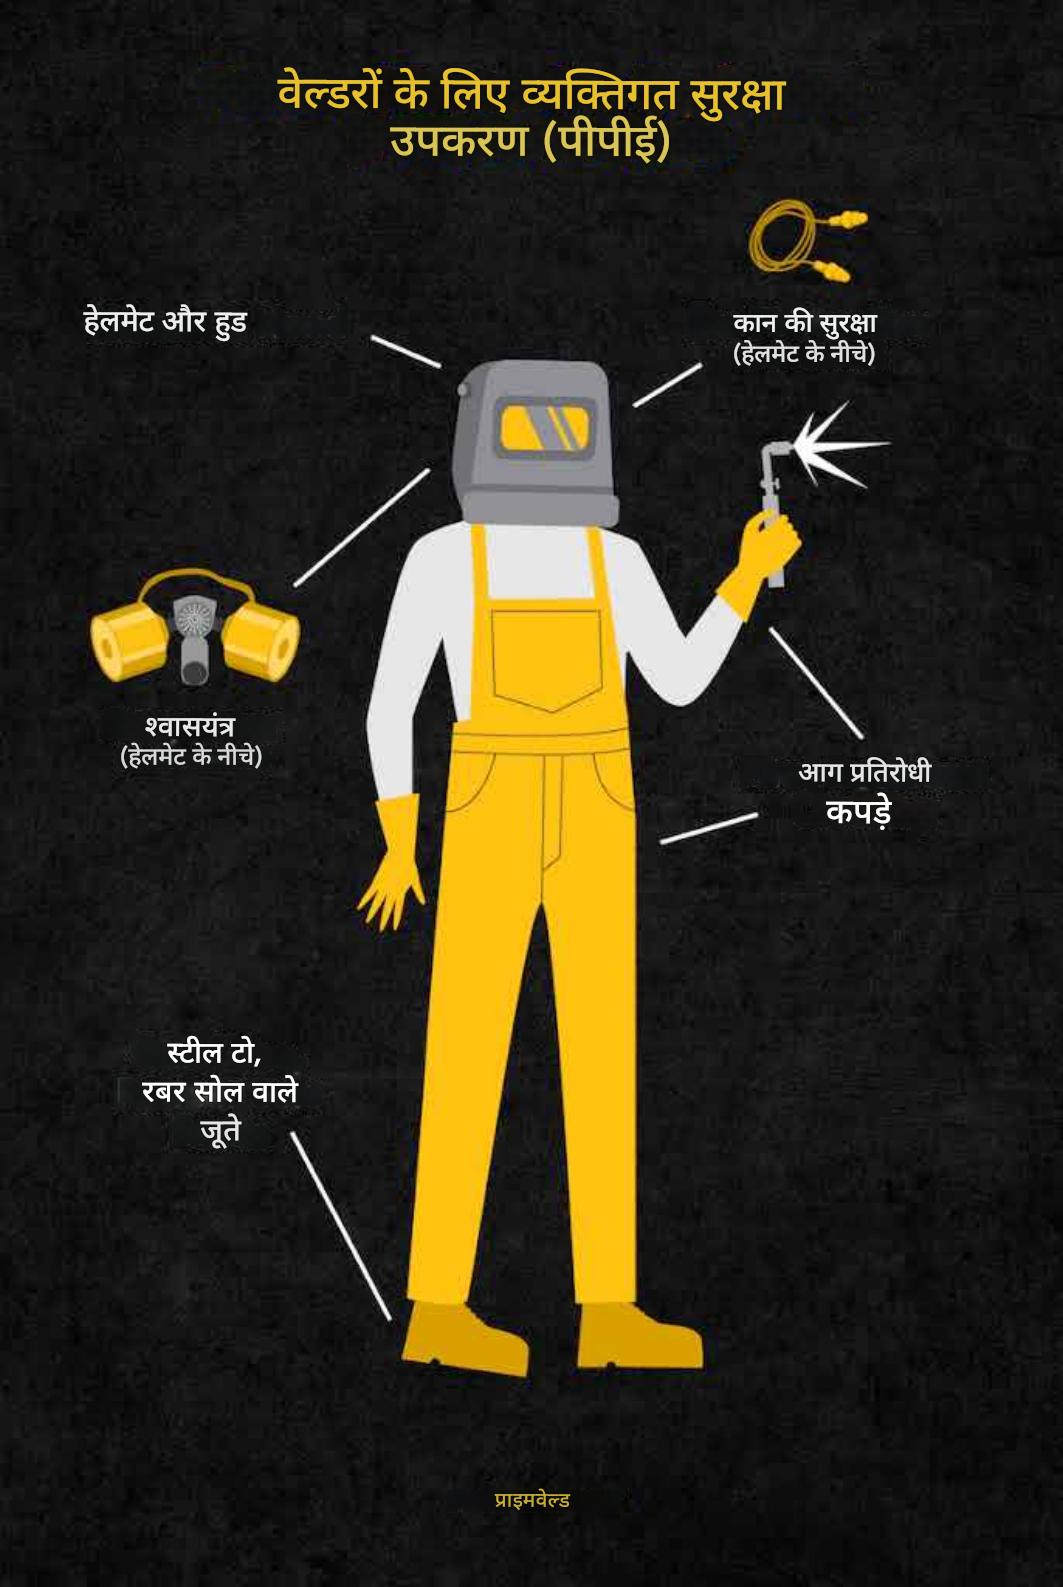 वेल्डरों के लिए व्यक्तिगत सुरक्षा
उपकरण (पीपीई)
हेलमेट और हुड
कान की सुरक्षा
(हेलमेट के नीचे)
श्वासयंत्र
(हेलमेट के नीचे)
आग प्रतिरोधी
कपड़े
स्टील टो,
रबर सोल वाले
जूते
प्राइमवेल्ड